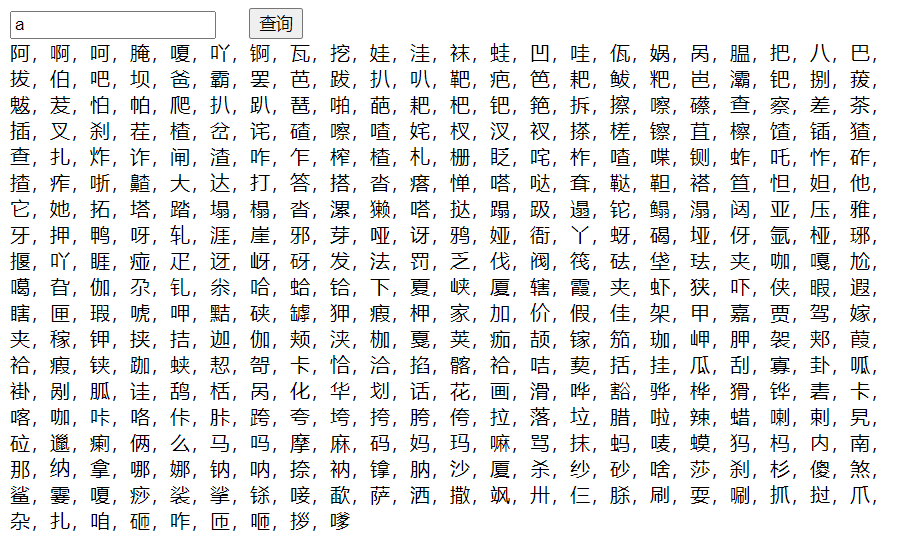 a 查询
阿，啊，呵，腌，嗄，吖，锕，瓦，挖，娃，洼，袜，蛙，凹，哇，佤，娲，呙，腽，把，八，巴，
拔，伯，吧，坝，爸，霸，罢，芭，跋，扒，叭，靶，疤，笆，耙，鲅，粑，岜，灞，钯，捌，菝，
魃，茇，怕，帕，爬，扒，趴，琶，啪，葩，耙，杷，钯，筢，拆，擦，嚓，礤，查，察，差，茶，
插，叉，刹，茬，楂，岔，诧，碴，嚓，喳，姹，杈，汊，衩，搽，槎，镲，苴，檫，馇，锸，猹，
查，扎，炸，诈，闸，渣，咋，乍，榨，楂，札，栅，眨，咤，柞，喳，喋，铡，蚱，吒，怍，砟，
揸，痄，哳，齄，大，达，打，答，搭，沓，瘩，惮，嗒，哒，耷，鞑，靼，褡，笪，怛，妲，他，
它，她，拓，塔，踏，塌，榻，沓，漯，獭，嗒，挞，蹋，趿，遢，铊，鳎，溻，闼，亚，压，雅，
牙，押，鸭，呀，轧，涯，崖，邪，芽，哑，讶，鸦，娅，衙，丫，蚜，碣，垭，伢，氩，桠，琊，
揠，吖，睚，痖，疋，迓，岈，砑，发，法，罚，乏，伐，阀，筏，砝，垡，珐，夹，咖，嘎，尬，
噶，旮，伽，尕，钆，尜，哈，蛤，铪，下，夏，峡，厦，辖，霞，夹，虾，狭，吓，侠，暇，遐，
瞎，匣，瑕，唬，呷，黠，硖，罅，狎，瘕，柙，家，加，价，假，佳，架，甲，嘉，贾，驾，嫁，
夹，稼，钾，挟，拮，迦，伽，颊，浃，枷，戛，荚，痂，颉，镓，笳，珈，岬，胛，袈，郏，葭，
袷，瘕，铗，跏，蛱，恝，哿，卡，恰，洽，掐，髂，袷，咭，葜，括，挂，瓜，刮，寡，卦，呱，
褂，剐，胍，诖，鸹，栝，呙，化，华，划，话，花，画，滑，哗，豁，骅，桦，猾，铧，砉，卡，
喀，咖，咔，咯，佧，胩，跨，夸，垮，挎，胯，侉，拉，落，垃，腊，啦，辣，蜡，喇，剌，旯，
砬，邋，瘌，俩，么，马，吗，摩，麻，码，妈，玛，嘛，骂，抹，蚂，唛，蟆，犸，杩，内，南，
那，纳，拿，哪，娜，钠，呐，捺，衲，镎，肭，沙，厦，杀，纱，砂，啥，莎，刹，杉，傻，煞，
鲨，霎，嗄，痧，裟，挲，铩，唼，歃，萨，洒，撒，飒，卅，仨，脎，刷，耍，唰，抓，挝，爪，
杂，扎，咱，砸，咋，匝，咂，拶，嗲